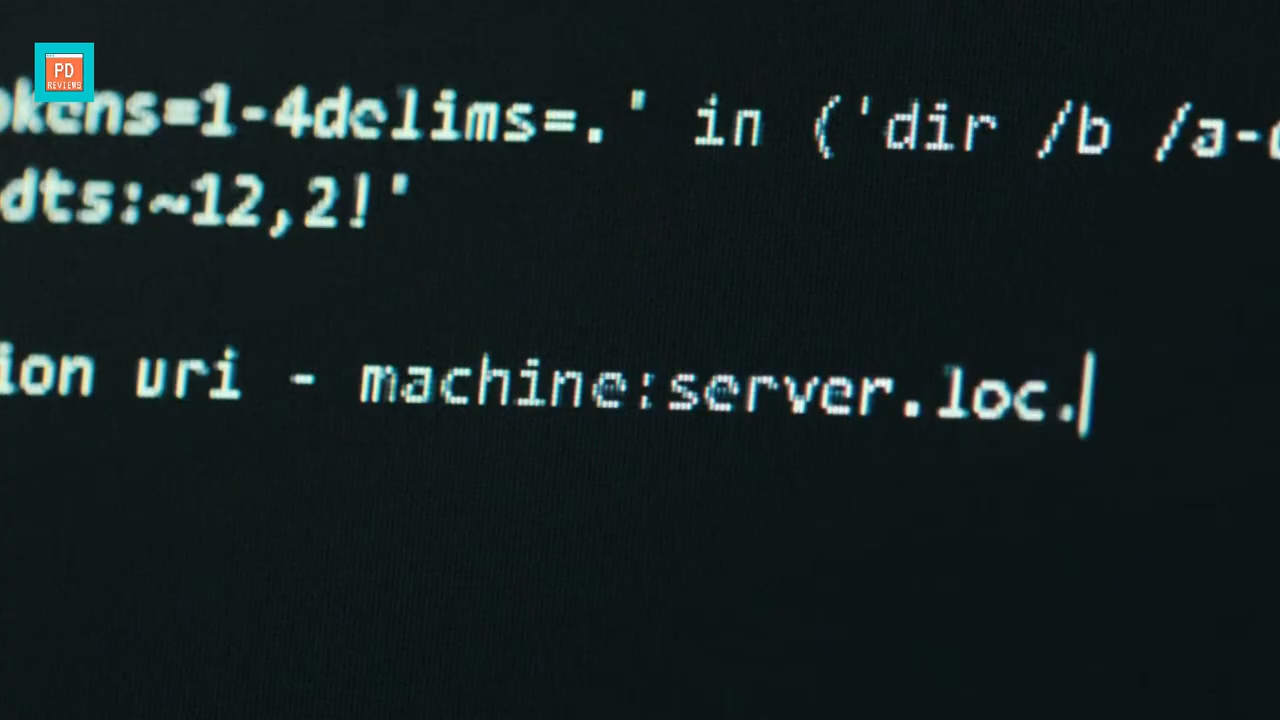 PD
REVIEWS
okens=1-4delims=." in ('dir /b /a-d
dts:~12,2!'
ion uri - machine:server.loc.